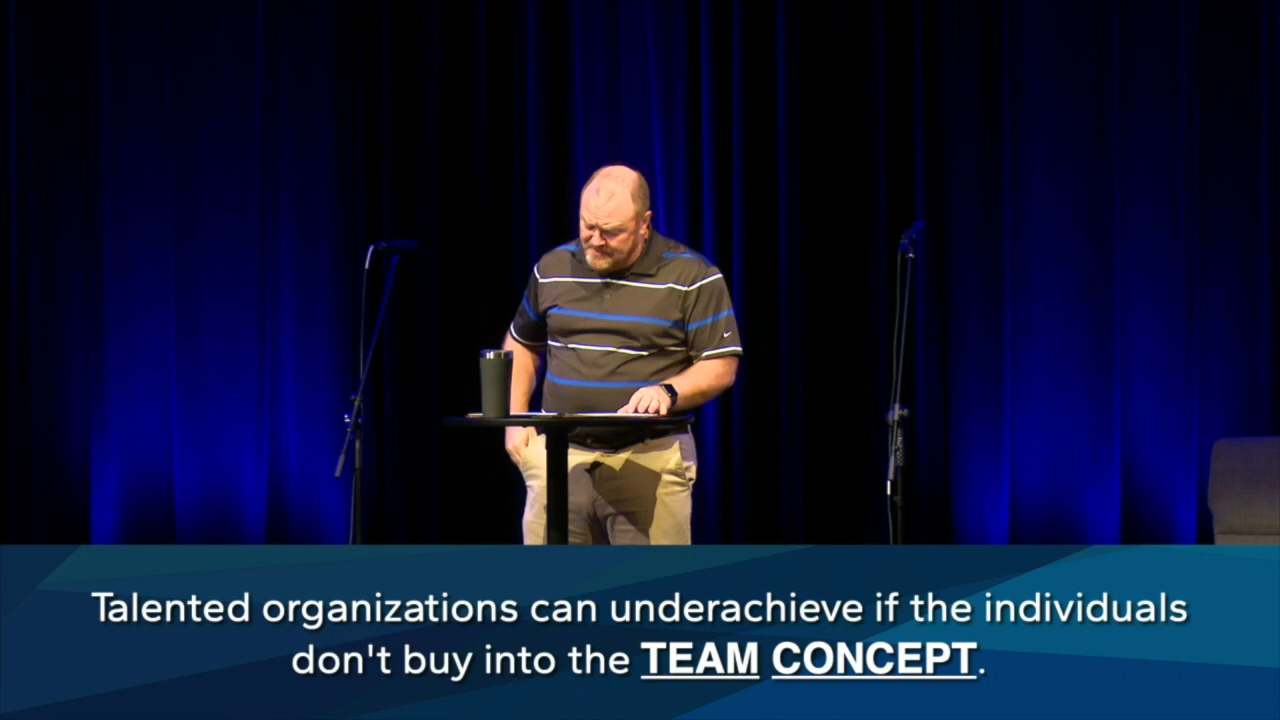 Talented organizations can underachieve if the individuals
don't buy into the TEAM CONCEPT.